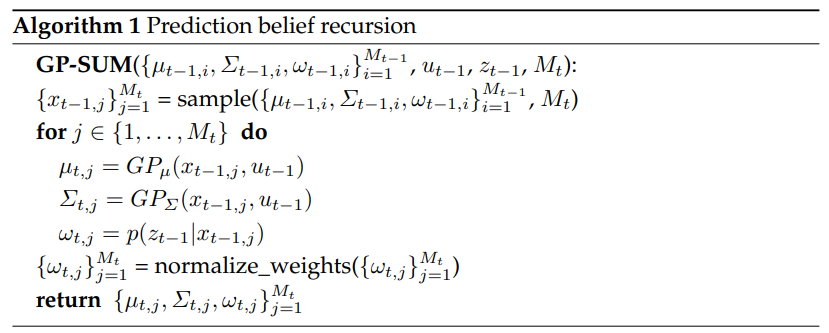 Algorithm 1 Prediction belief recursion
GP-SUM({μ_{t−1,i}, Σ_{t−1,i}, ω_{t−1,i}}_{i=1}^{M_{t−1}}, u_{t−1}, z_{t−1}, M_t):
{x_{t−1,j}}_{j=1}^{M_t} = sample({μ_{t−1,i}, Σ_{t−1,i}, ω_{t−1,i}}_{i=1}^{M_{t−1}}, M_t)
for j ∈ {1, . . . , M_t} do
μ_{t,j} = GP_μ(x_{t−1,j}, u_{t−1})
Σ_{t,j} = GP_Σ(x_{t−1,j}, u_{t−1})
ω_{t,j} = p(z_{t−1}|x_{t−1,j})
{ω_{t,j}}_{j=1}^{M_t} = normalize_weights({ω_{t,j}}_{j=1}^{M_t})
return {μ_{t,j}, Σ_{t,j}, ω_{t,j}}_{j=1}^{M_t}